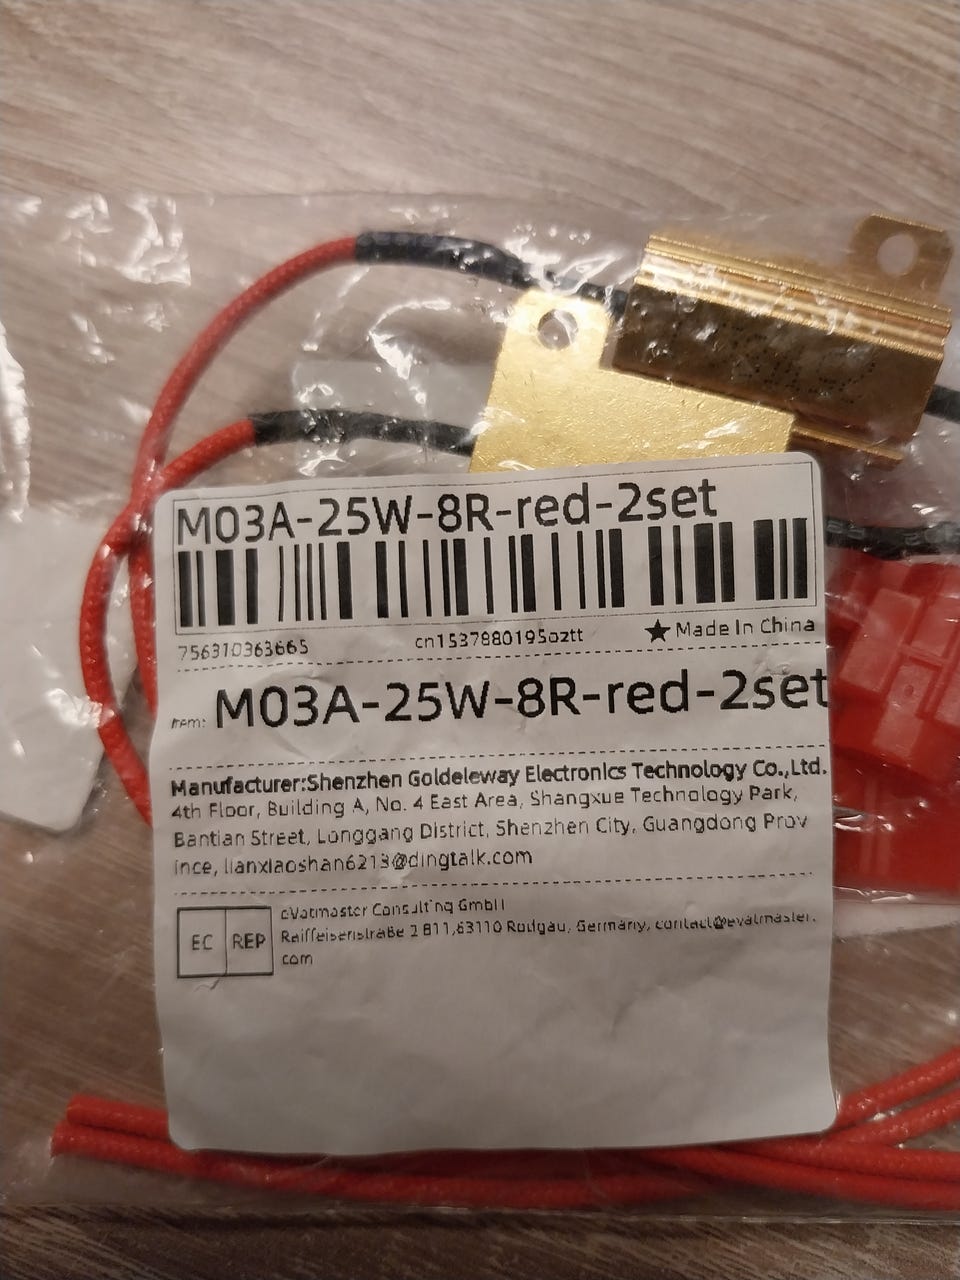 M03A-25W-8R-red-2set
756310363665
cn1537880195oztt
★ Made In China
Item: M03A-25W-8R-red-2set
Manufacturer:Shenzhen Goldeleway Electronics Technology Co.,Ltd.
4th Floor, Building A, No. 4 East Area, Shangxue Technology Park,
Bantian Street, Longgang District, Shenzhen City, Guangdong Prov
ince, lianxiaoshan6213@dingtalk.com
EC REP
eVatmaster Consulting GmbH
Raiffeisenstraße 2 B11,63110 Rodgau, Germany, contact@evatmaster.
com